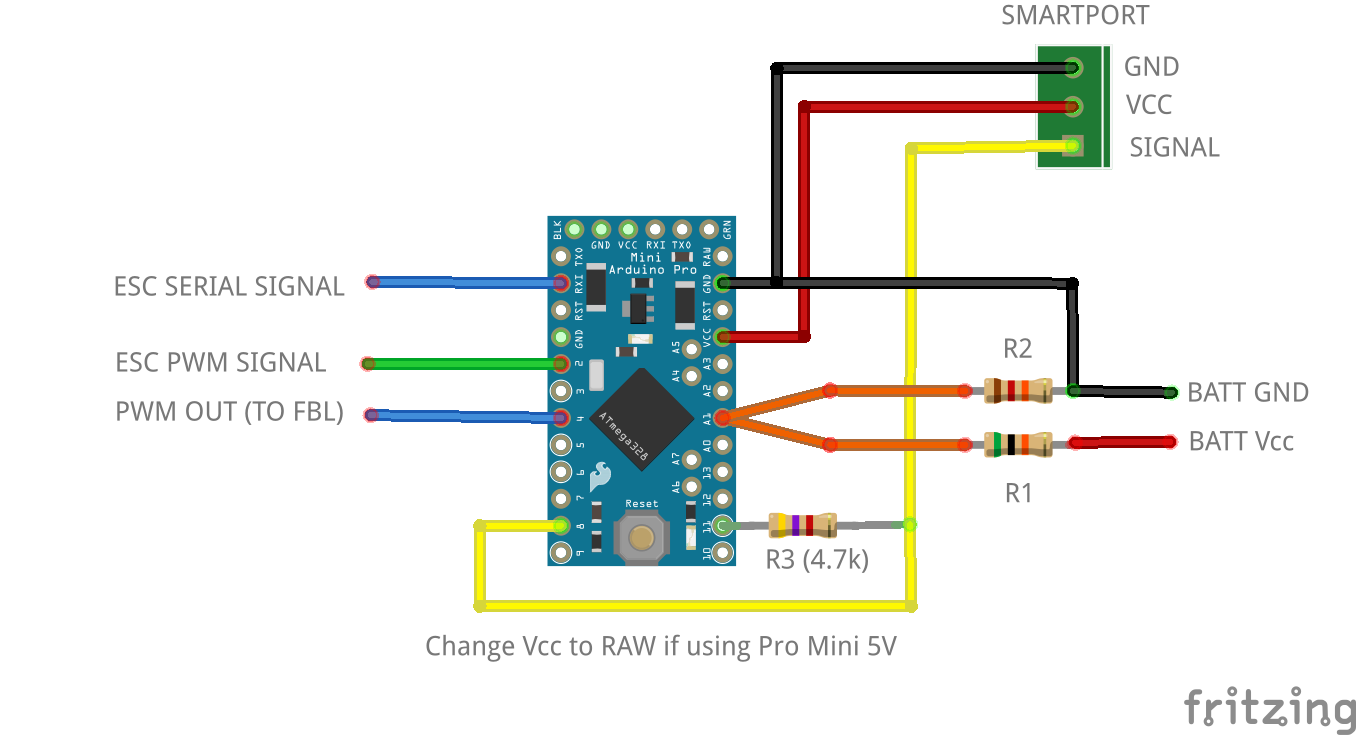 SMARTPORT
GND
VCC
SIGNAL
BLK
GND VCC RXI TXO
GRN
Mini
Arduino Pro
TXO
RXI
RST
GND
2
3
4
5
6
7
8
9
RAW
GND
RST
VCC
A3
A2
A1
A0
13
12
11
10
A5
A4
A7
A6
ATmega328
Reset
ESC SERIAL SIGNAL
ESC PWM SIGNAL
PWM OUT (TO FBL)
R2
BATT GND
BATT Vcc
R1
R3 (4.7k)
Change Vcc to RAW if using Pro Mini 5V
fritzing